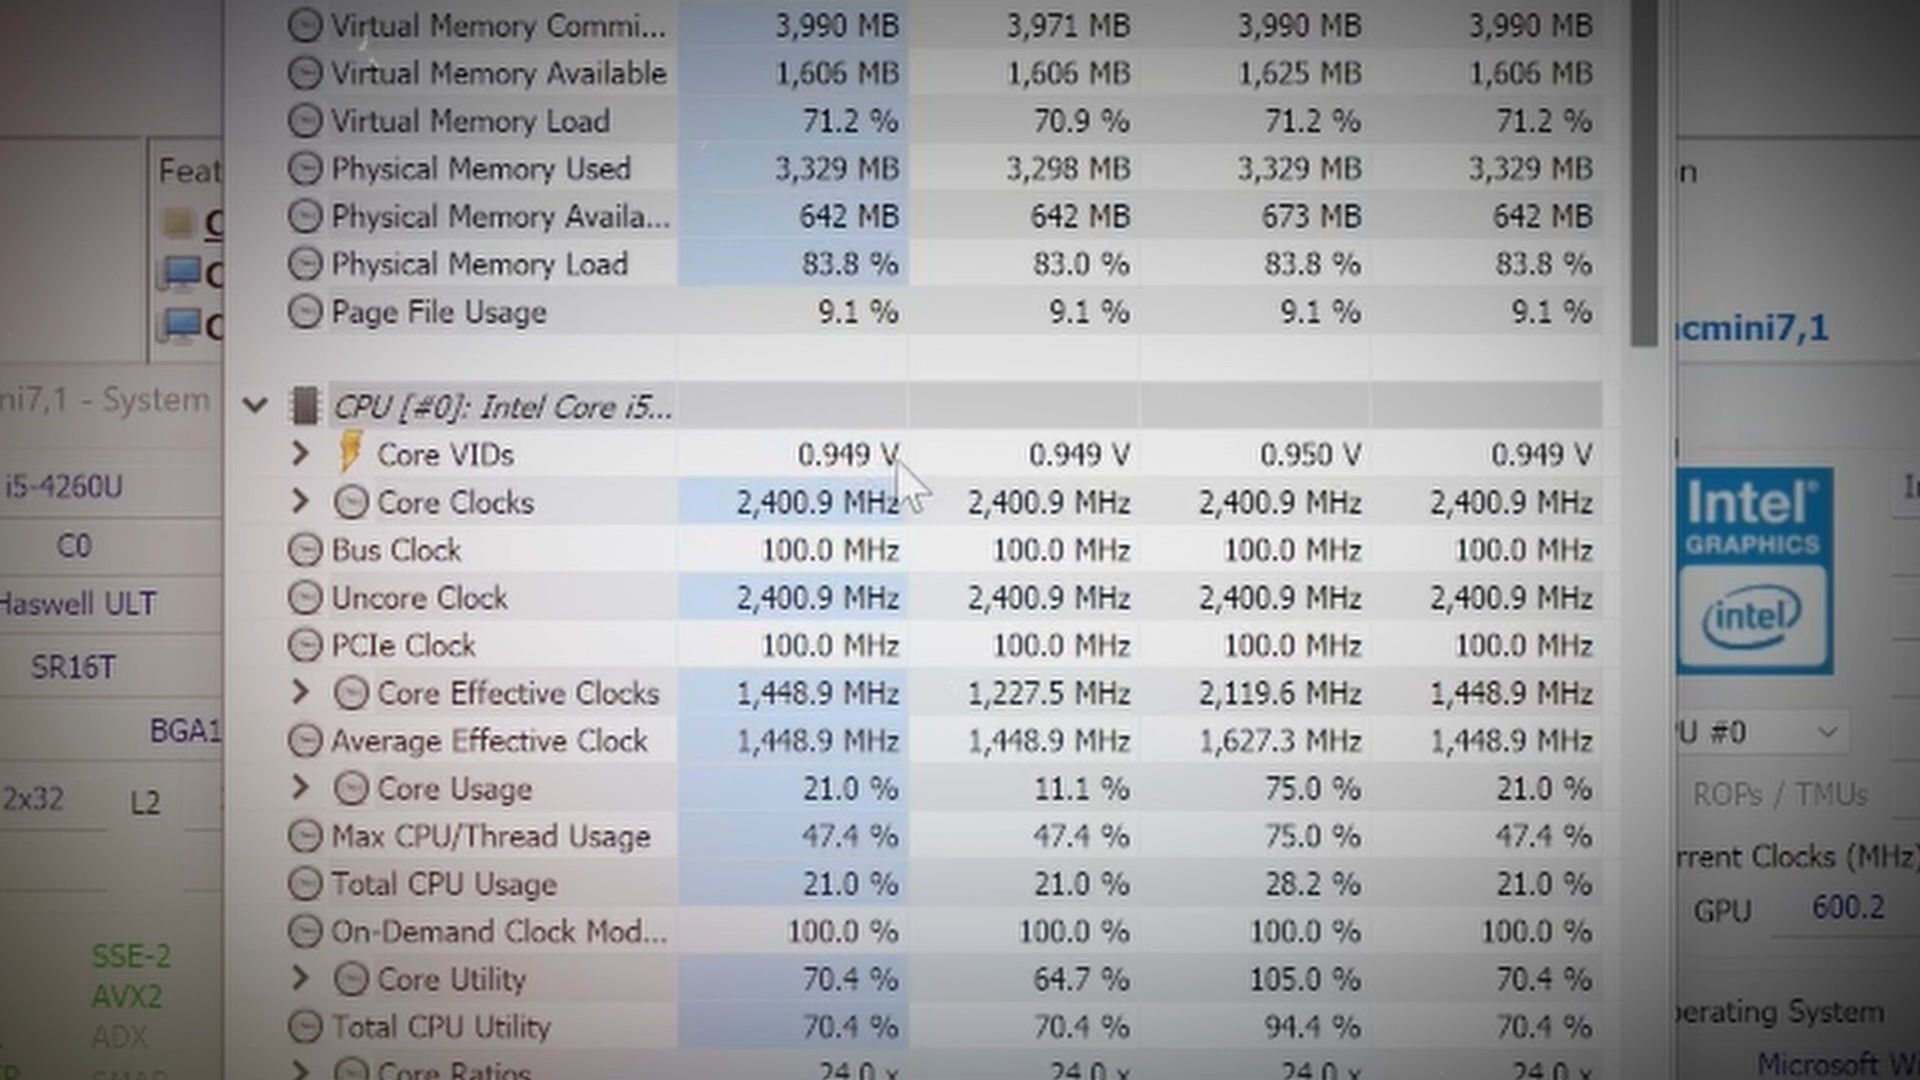 Virtual Memory Commi... 3,990 MB 3,971 MB 3,990 MB 3,990 MB
Virtual Memory Available 1,606 MB 1,606 MB 1,625 MB 1,606 MB
Virtual Memory Load 71.2 % 70.9 % 71.2 % 71.2 %
Physical Memory Used 3,329 MB 3,298 MB 3,329 MB 3,329 MB
Physical Memory Availa... 642 MB 642 MB 673 MB 642 MB
Physical Memory Load 83.8 % 83.0 % 83.8 % 83.8 %
Page File Usage 9.1 % 9.1 % 9.1 % 9.1 %
CPU [#0]: Intel Core i5...
Core VIDs 0.949 V 0.949 V 0.950 V 0.949 V
Core Clocks 2,400.9 MHz 2,400.9 MHz 2,400.9 MHz 2,400.9 MHz
Bus Clock 100.0 MHz 100.0 MHz 100.0 MHz 100.0 MHz
Uncore Clock 2,400.9 MHz 2,400.9 MHz 2,400.9 MHz 2,400.9 MHz
PCIe Clock 100.0 MHz 100.0 MHz 100.0 MHz 100.0 MHz
Core Effective Clocks 1,448.9 MHz 1,227.5 MHz 2,119.6 MHz 1,448.9 MHz
Average Effective Clock 1,448.9 MHz 1,448.9 MHz 1,627.3 MHz 1,448.9 MHz
Core Usage 21.0 % 11.1 % 75.0 % 21.0 %
Max CPU/Thread Usage 47.4 % 47.4 % 75.0 % 47.4 %
Total CPU Usage 21.0 % 21.0 % 28.2 % 21.0 %
On-Demand Clock Mod... 100.0 % 100.0 % 100.0 % 100.0 %
Core Utility 70.4 % 64.7 % 105.0 % 70.4 %
Total CPU Utility 70.4 % 70.4 % 94.4 % 70.4 %
Core Ratios 24.0 x 24.0 x 24.0 x 24.0 x
Feat
C
C
C
ni7,1 - System
i5-4260U
C0
Haswell ULT
SR16T
BGA1
2x32 L2
SSE-2
AVX2
ADX
n
cmini7,1
Intel
GRAPHICS
intel
PU #0
ROPs / TMUs
rrent Clocks (MHz)
GPU 600.2
perating System
Microsoft W